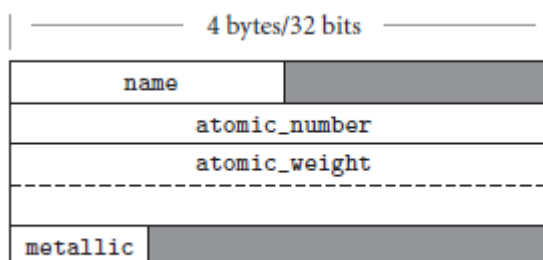 4 bytes/32 bits
name
atomic_number
atomic_weight
metallic